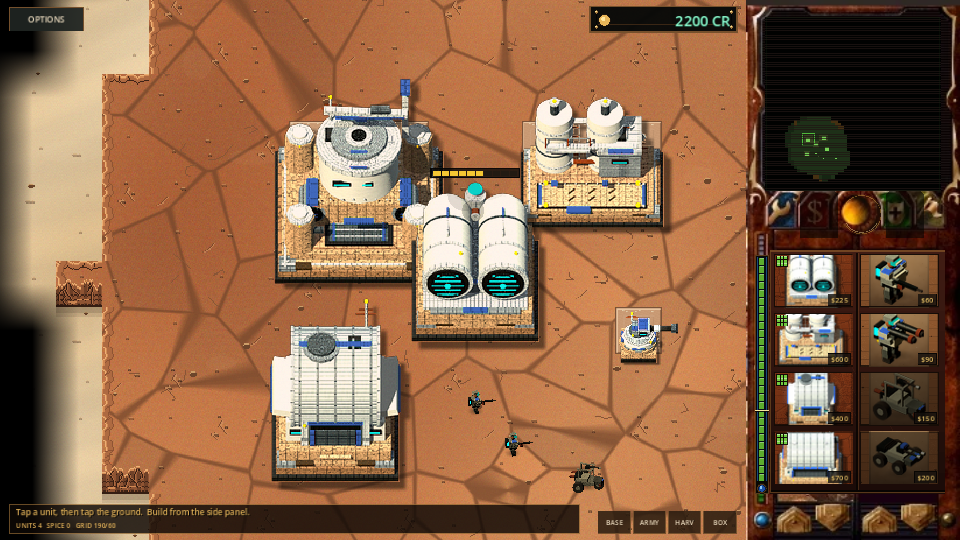 OPTIONS
2200 CR
$225
$60
$600
$90
$400
$150
$700
$200
Tap a unit, then tap the ground. Build from the side panel.
UNITS 4 SPICE 0 GRID 190/80
BASE
ARMY
HARV
BOX